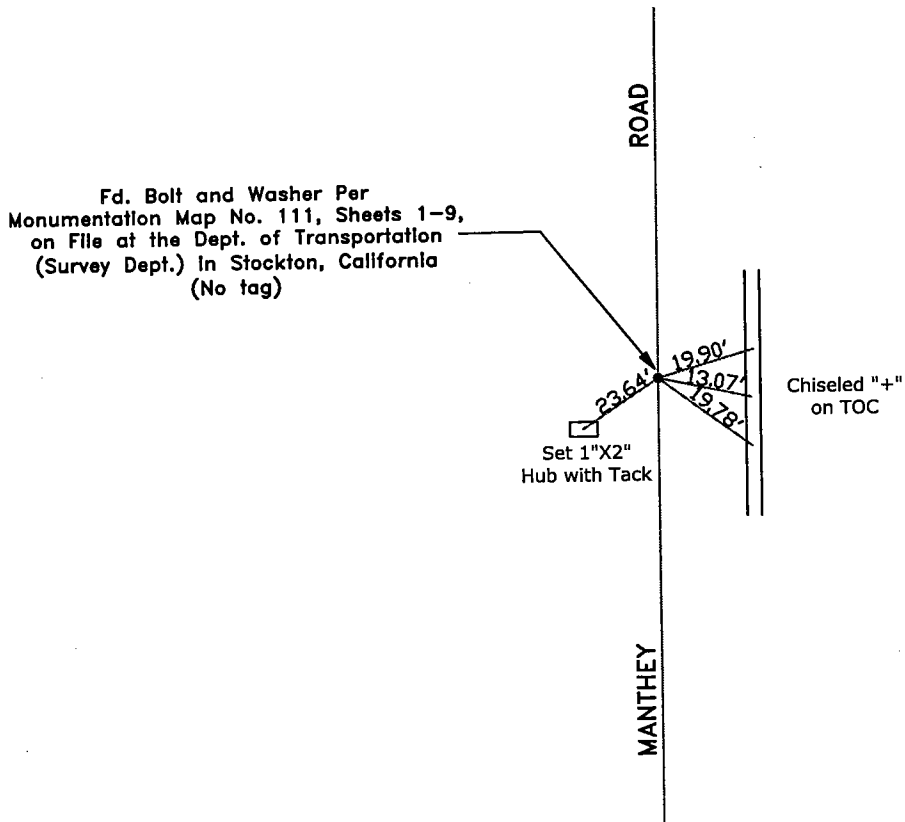 ROAD
Fd. Bolt and Washer Per
Monumentation Map No. 111, Sheets 1-9,
on File at the Dept. of Transportation
(Survey Dept.) in Stockton, California
(No tag)
19.90'
13.07'
19.78'
23.64'
Chiseled "+"
on TOC
Set 1"X2"
Hub with Tack
MANTHEY